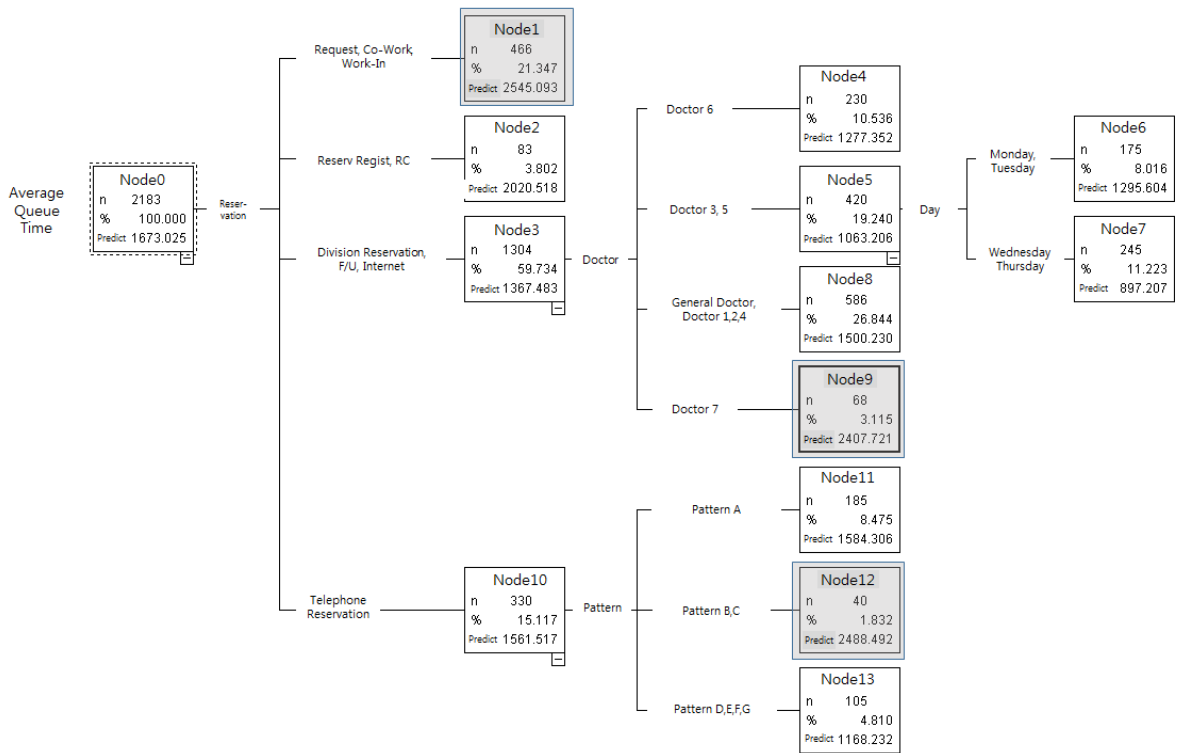 Average
Queue
Time
Node0
n 2183
% 100.000
Predict 1673.025
Reser-
vation
Request, Co-Work,
Work-In
Node1
n 466
% 21.347
Predict 2545.093
Reserv Regist, RC
Node2
n 83
% 3.802
Predict 2020.518
Division Reservation,
F/U, Internet
Node3
n 1304
% 59.734
Predict 1367.483
Doctor
Doctor 6
Node4
n 230
% 10.536
Predict 1277.352
Doctor 3, 5
Node5
n 420
% 19.240
Predict 1063.206
Day
Monday,
Tuesday
Node6
n 175
% 8.016
Predict 1295.604
Wednesday
Thursday
Node7
n 245
% 11.223
Predict 897.207
General Doctor,
Doctor 1,2,4
Node8
n 586
% 26.844
Predict 1500.230
Doctor 7
Node9
n 68
% 3.115
Predict 2407.721
Telephone
Reservation
Node10
n 330
% 15.117
Predict 1561.517
Pattern
Pattern A
Node11
n 185
% 8.475
Predict 1584.306
Pattern B,C
Node12
n 40
% 1.832
Predict 2488.492
Pattern D,E,F,G
Node13
n 105
% 4.810
Predict 1168.232